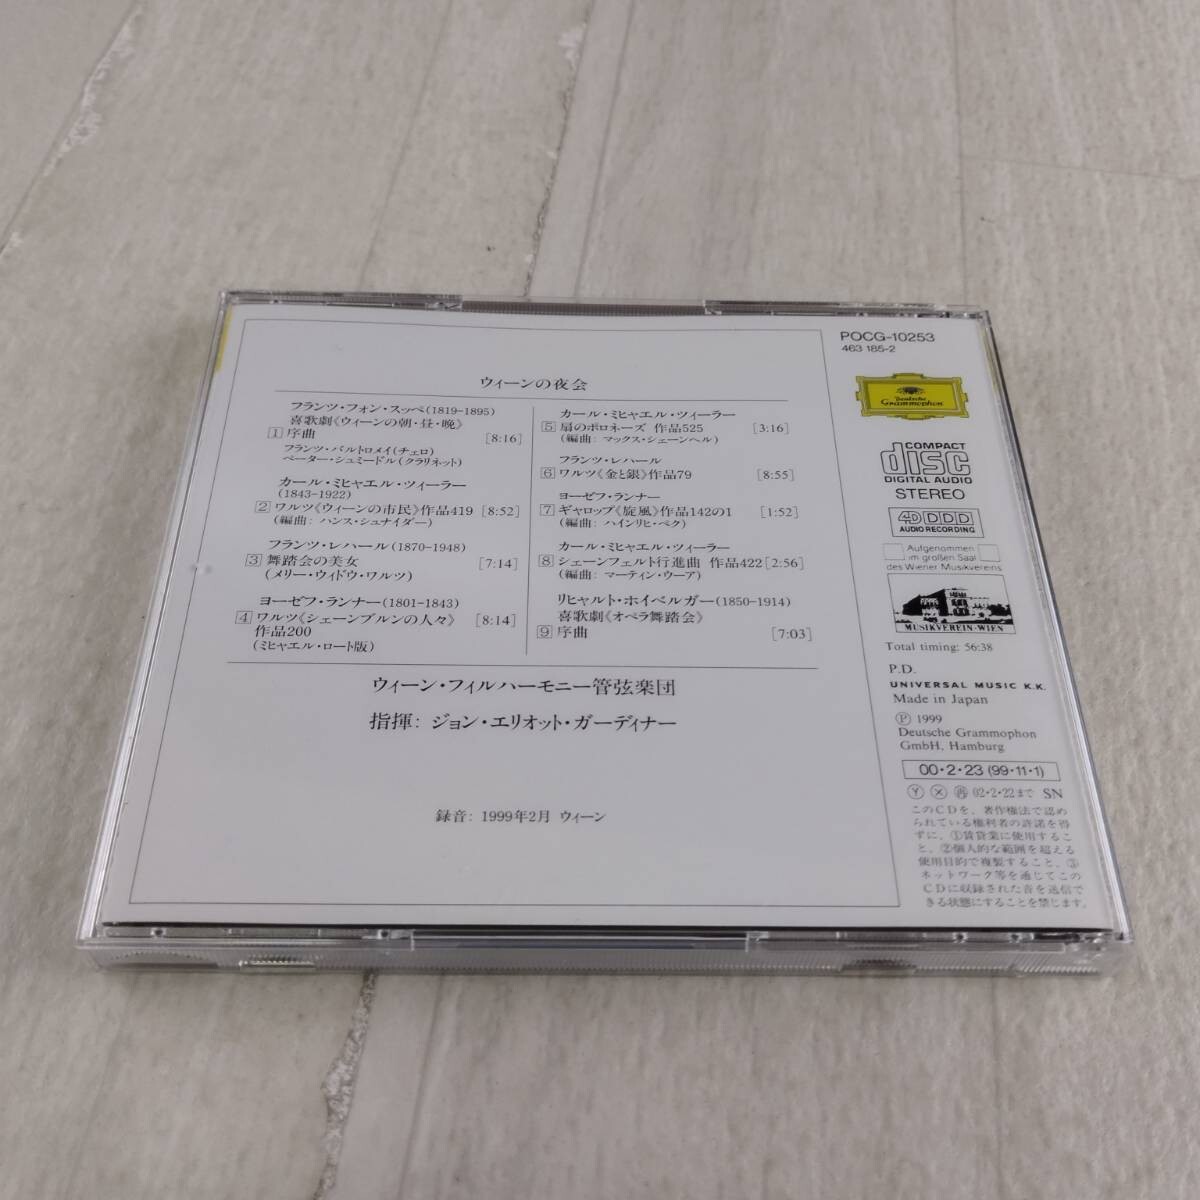 ウィーンの夜会
フランツ・フォン・スッペ(1819-1895)
喜歌劇《ウィーンの朝・昼・晩》
1 序曲 [8:16]
フランツ・バルトロメイ(チェロ)
ペーター・シュミードル(クラリネット)
カール・ミヒャエル・ツィーラー
(1843-1922)
2 ワルツ《ウィーンの市民》作品419 [8:52]
(編曲: ハンス・シュナイダー)
フランツ・レハール(1870-1948)
3 舞踏会の美女 [7:14]
(メリー・ウィドウ・ワルツ)
ヨーゼフ・ランナー(1801-1843)
4 ワルツ《シェーンブルンの人々》 [8:14]
作品200
(ミヒャエル・ロート版)
カール・ミヒャエル・ツィーラー
5 扇のポロネーズ 作品525 [3:16]
(編曲: マックス・シェーンヘル)
フランツ・レハール
6 ワルツ《金と銀》作品79 [8:55]
ヨーゼフ・ランナー
7 ギャロップ《旋風》作品142の1 [1:52]
(編曲: ハインリヒ・ペク)
カール・ミヒャエル・ツィーラー
8 シェーンフェルト行進曲 作品422 [2:56]
(編曲: マーティン・ウーア)
リヒャルト・ホイベルガー(1850-1914)
喜歌劇《オペラ舞踏会》
9 序曲 [7:03]
ウィーン・フィルハーモニー管弦楽団
指揮: ジョン・エリオット・ガーディナー
録音: 1999年2月 ウィーン
POCG-10253
463 185-2
Deutsche
Grammophon
COMPACT
disc
DIGITAL AUDIO
STEREO
4D DDD
AUDIO RECORDING
Aufgenommen
im großen Saal
des Wiener Musikvereins
MUSIKVEREIN-WIEN
Total timing: 56:38
P.D.
UNIVERSAL MUSIC K.K.
Made in Japan
Ⓟ 1999
Deutsche Grammophon
GmbH, Hamburg
00・2・23 (99・11・1)
Ⓨ Ⓧ 再 02・2・22まで SN
このCDを、著作権法で認め
られている権利者の許諾を得
ずに、①賃貸業に使用するこ
と、②個人的な範囲を超える
使用目的で複製すること、③
ネットワーク等を通じてこの
CDに収録された音を送信で
きる状態にすることを禁じます。